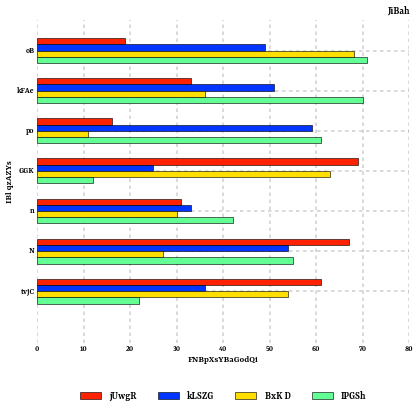 JiBah
oB
kFAe
po
GGK
n
N
tvjC
IBl qzAZYs
0 10 20 30 40 50 60 70 80
FNBpXsYBaGodQi
jUwgR kLSZG BxK D IPGSh